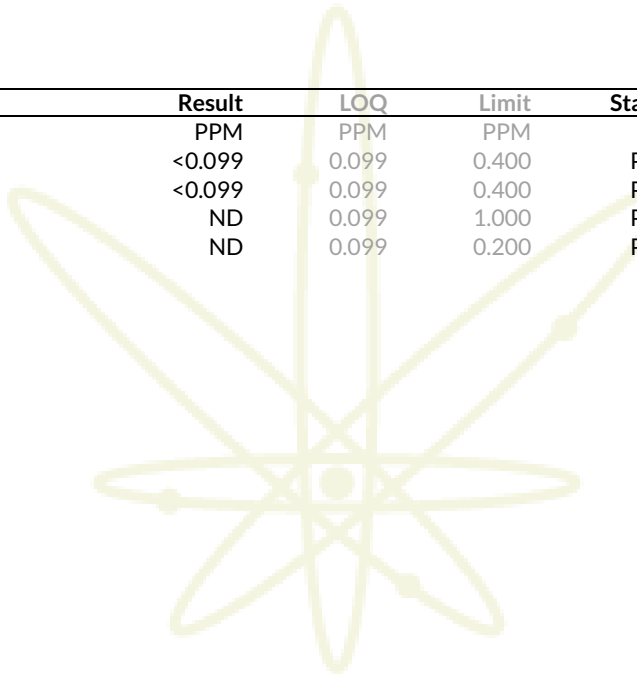 Result LOQ Limit Sta
PPM PPM PPM
<0.099 0.099 0.400 P
<0.099 0.099 0.400 P
ND 0.099 1.000 P
ND 0.099 0.200 P